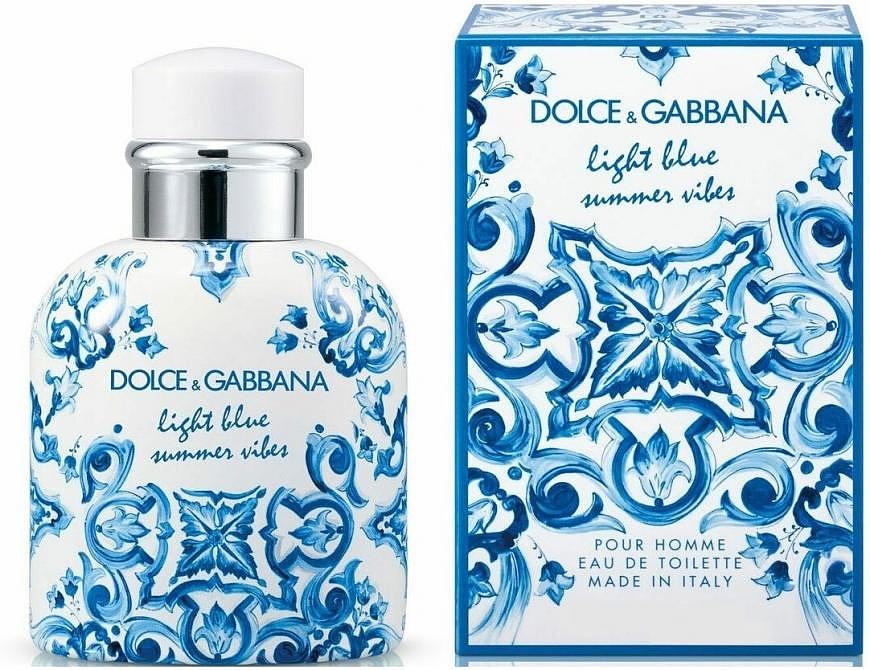 DOLCE & GABBANA
light blue
summer vibes
DOLCE & GABBANA
light blue
summer vibes
POUR HOMME
EAU DE TOILETTE
MADE IN ITALY